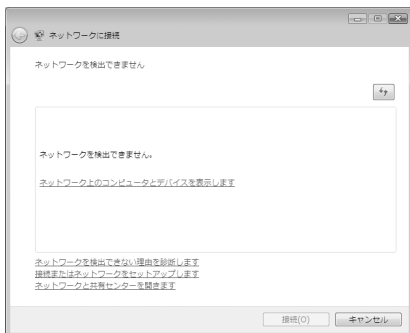 ネットワークに接続
ネットワークを検出できません
ネットワークを検出できません。
ネットワーク上のコンピュータとデバイスを表示します
ネットワークを検出できない理由を診断します
接続またはネットワークをセットアップします
ネットワークと共有センターを開きます
接続(O)
キャンセル